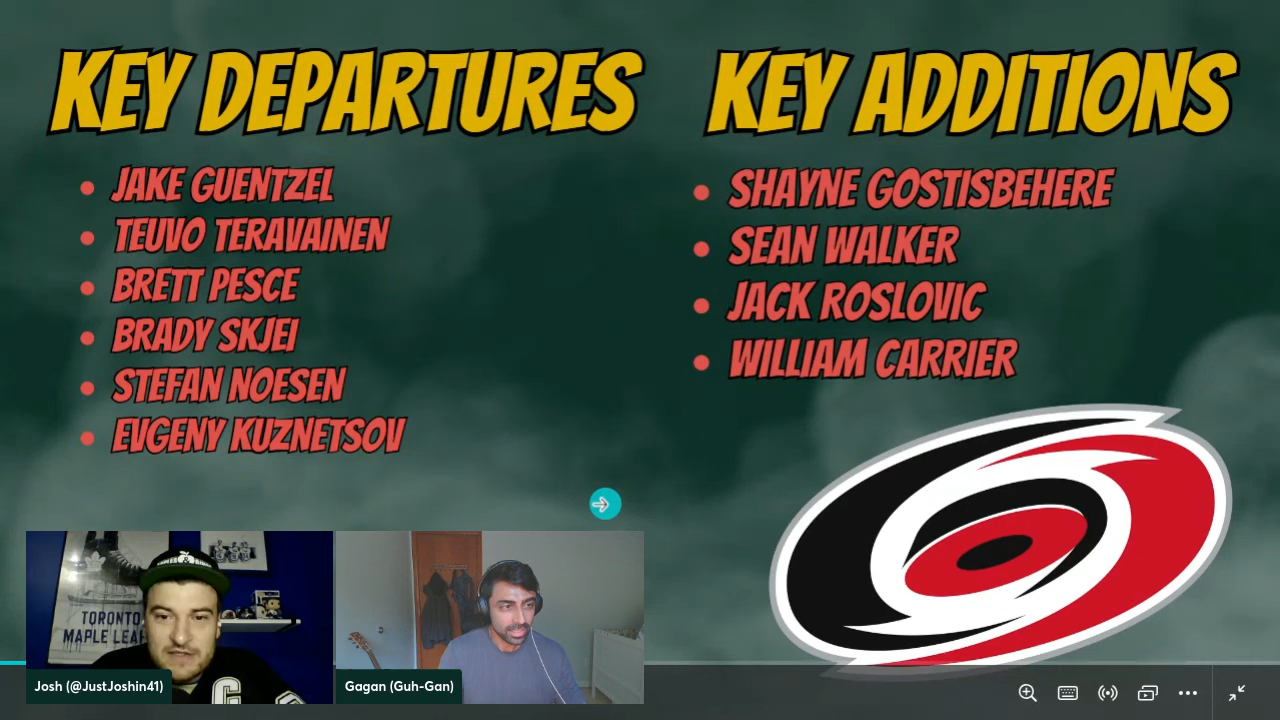 KEY DEPARTURES
JAKE GUENTZEL
TEUVO TERAVAINEN
BRETT PESCE
BRADY SKJEI
STEFAN NOESEN
EVGENY KUZNETSOV
KEY ADDITIONS
SHAYNE GOSTISBEHERE
SEAN WALKER
JACK ROSLOVIC
WILLIAM CARRIER
TORONTO
MAPLE LEA
Josh (@JustJoshin41)
Gagan (Guh-Gan)